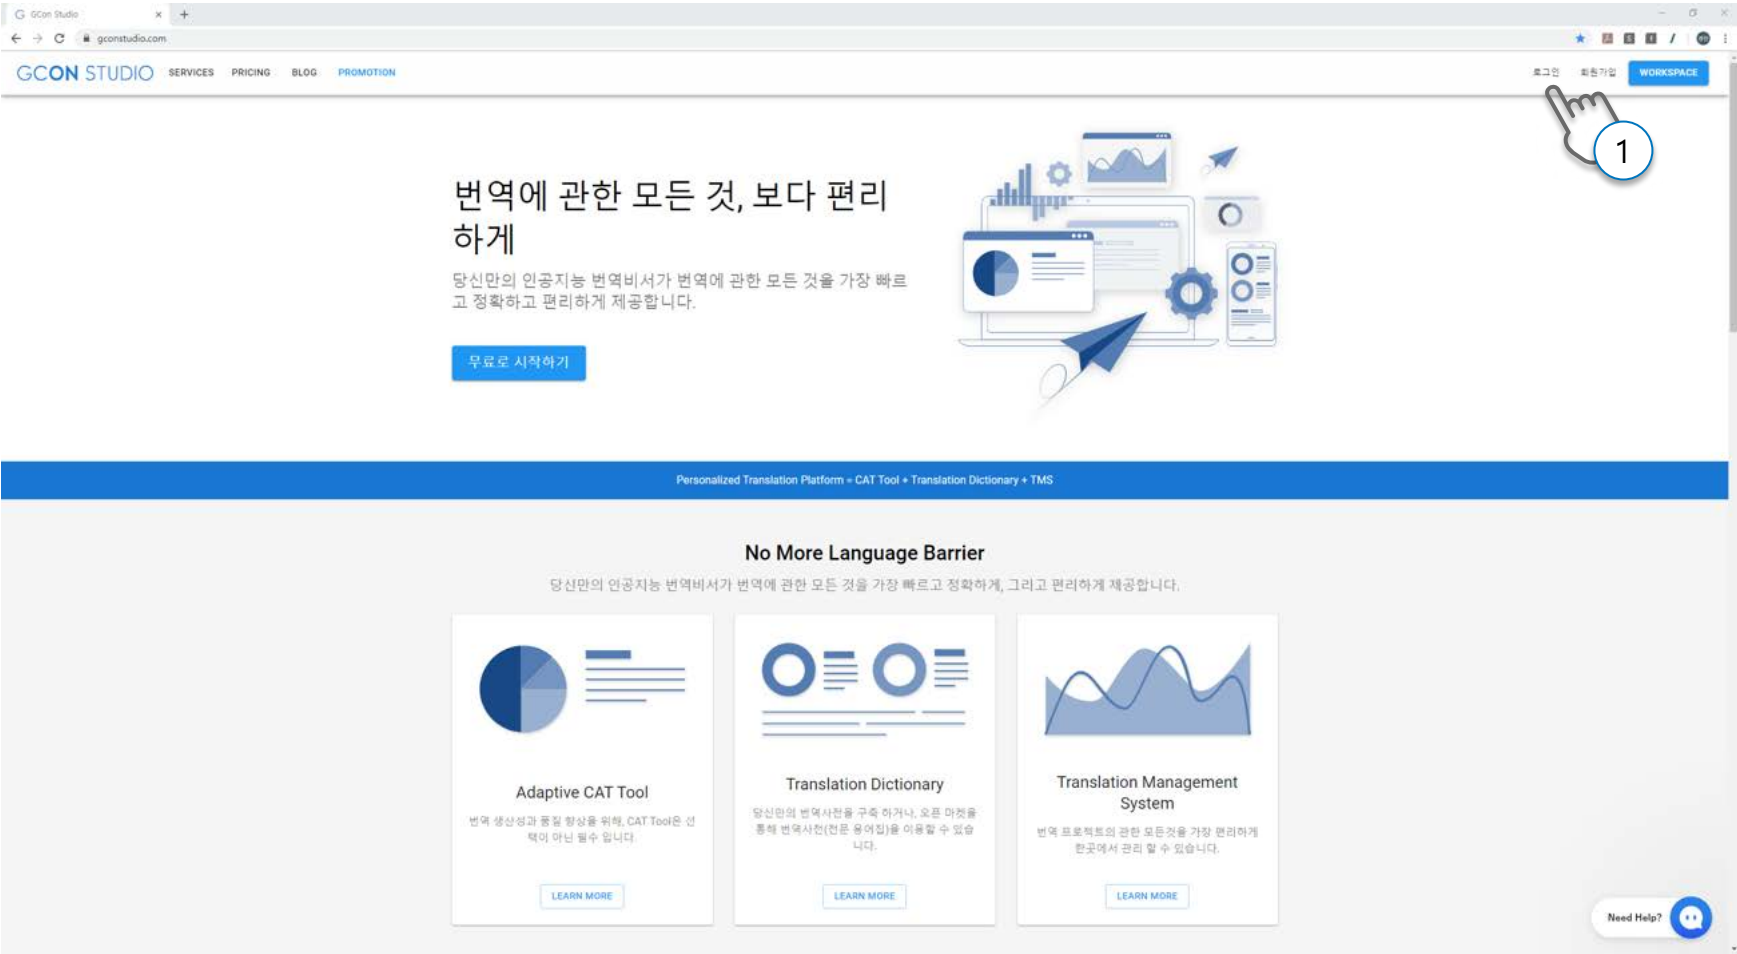 GCon Studio
gconstudio.com
GCON STUDIO SERVICES PRICING BLOG PROMOTION 로그인 회원가입 WORKSPACE
1
번역에 관한 모든 것, 보다 편리
하게
당신만의 인공지능 번역비서가 번역에 관한 모든 것을 가장 빠르
고 정확하고 편리하게 제공합니다.
무료로 시작하기
Personalized Translation Platform = CAT Tool + Translation Dictionary + TMS
No More Language Barrier
당신만의 인공지능 번역비서가 번역에 관한 모든 것을 가장 빠르고 정확하게, 그리고 편리하게 제공합니다.
Adaptive CAT Tool
번역 생산성과 품질 향상을 위해, CAT Tool은 선
택이 아닌 필수 입니다.
LEARN MORE
Translation Dictionary
당신만의 번역사전을 구축 하거나, 오픈 마켓을
통해 번역사전(전문 용어집)을 이용할 수 있습
니다.
LEARN MORE
Translation Management
System
번역 프로젝트의 관한 모든것을 가장 편리하게
한곳에서 관리 할 수 있습니다.
LEARN MORE
Need Help?